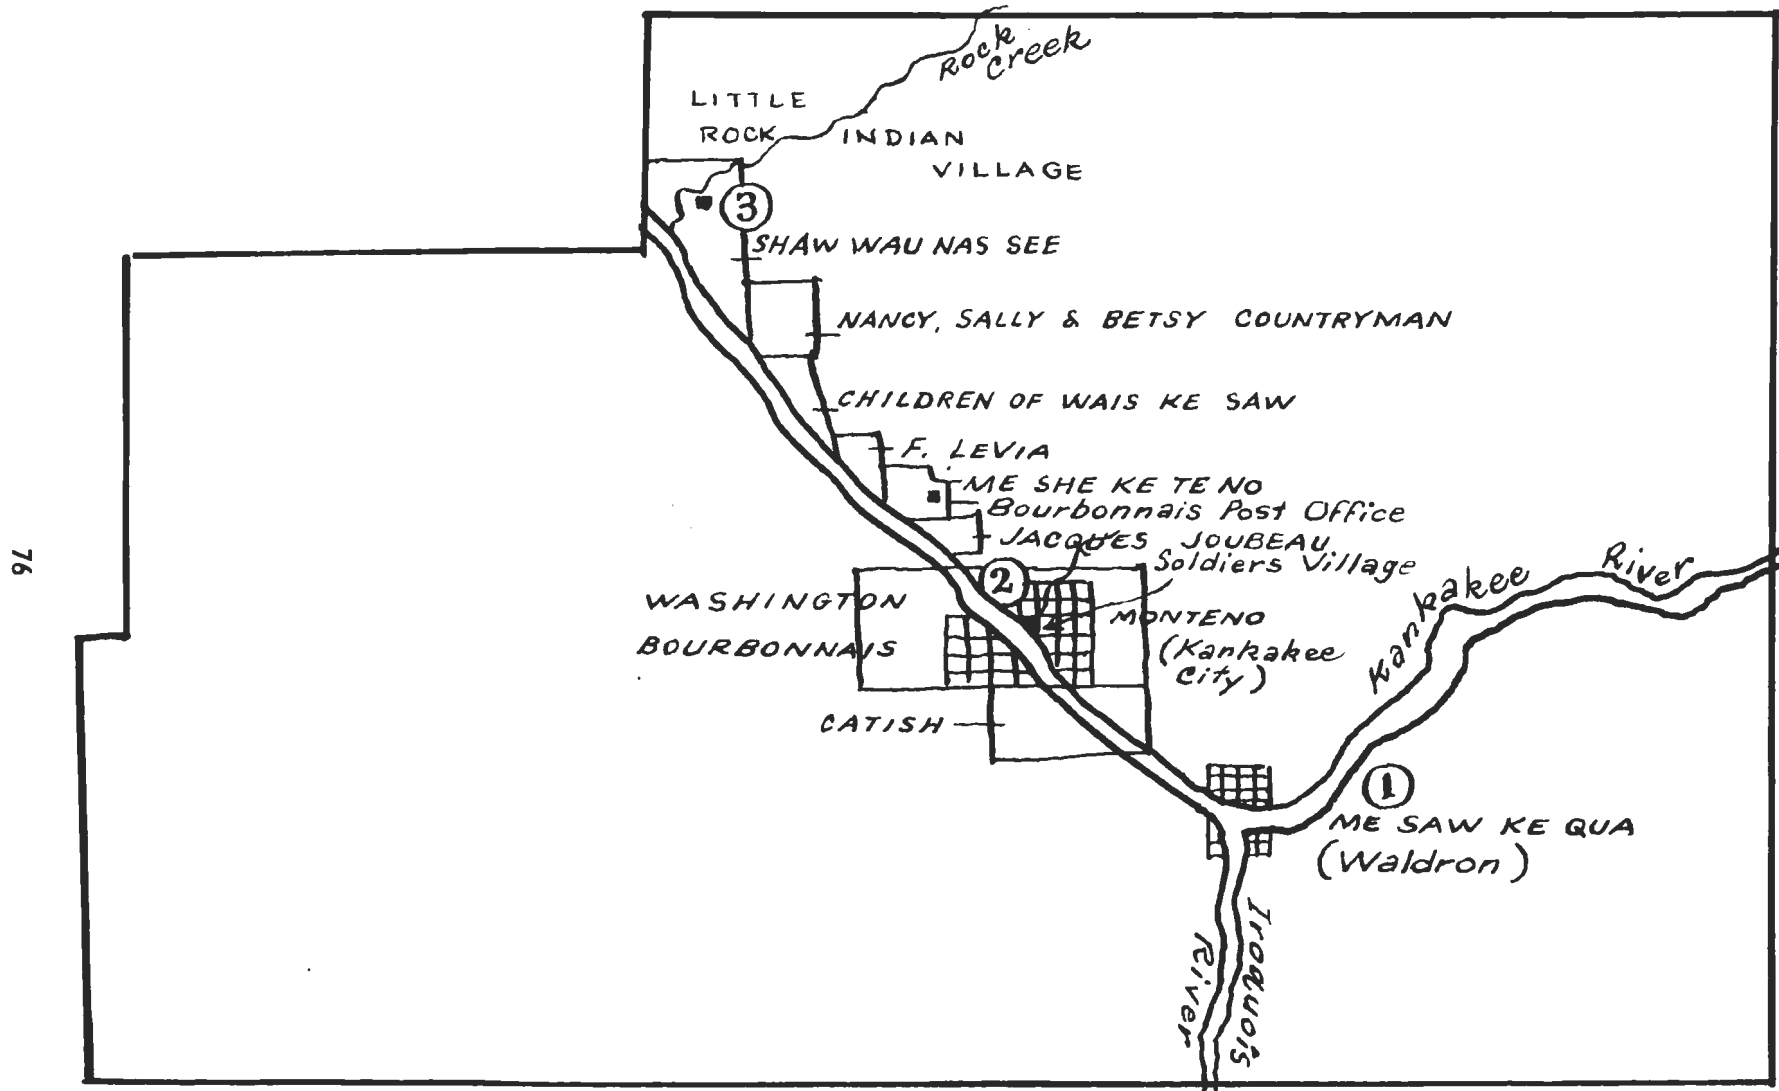 Rock
Creek
LITTLE
ROCK INDIAN
VILLAGE
3
SHAW WAU NAS SEE
NANCY, SALLY & BETSY COUNTRYMAN
CHILDREN OF WAIS KE SAW
F. LEVIA
ME SHE KE TE NO
Bourbonnais Post Office
JACQUES JOUBEAU
Soldiers Village
2
WASHINGTON
BOURBONNAIS
MONTENO
(Kankakee
City)
CATISH
Kankakee River
1
ME SAW KE QUA
(Waldron)
Iroquois
River
76